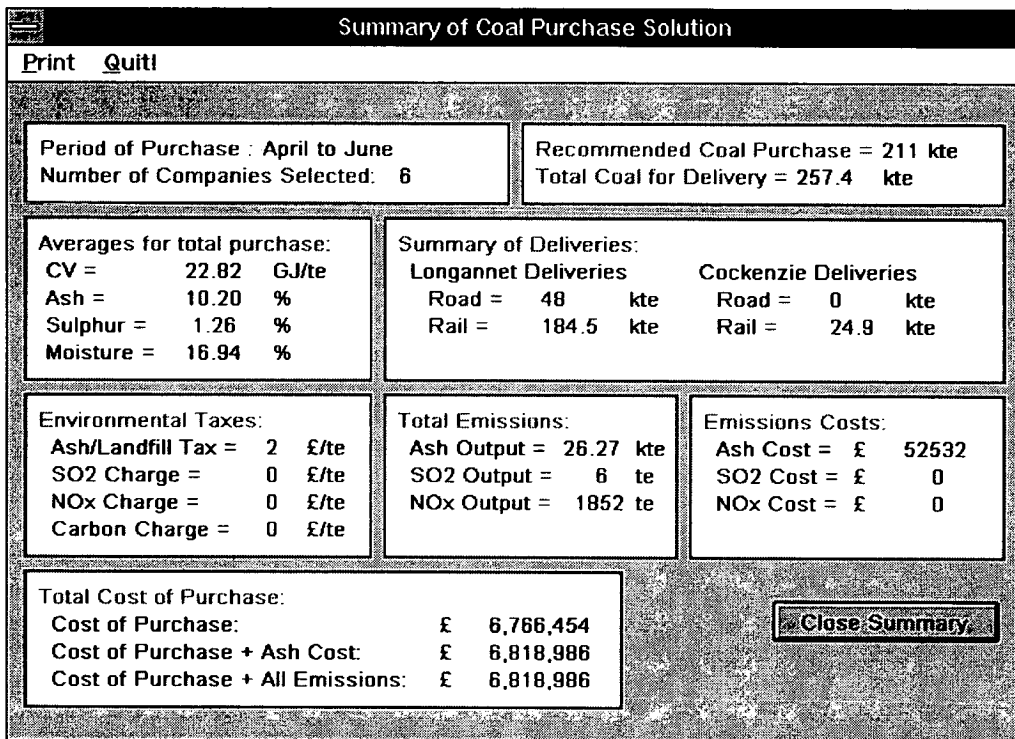 Summary of Coal Purchase Solution
Print Quit!
Period of Purchase : April to June
Number of Companies Selected: 6
Recommended Coal Purchase = 211 kte
Total Coal for Delivery = 257.4 kte
Averages for total purchase:
CV = 22.82 GJ/te
Ash = 10.20 %
Sulphur = 1.26 %
Moisture = 16.94 %
Summary of Deliveries:
Longannet Deliveries Cockenzie Deliveries
Road = 48 kte Road = 0 kte
Rail = 184.5 kte Rail = 24.9 kte
Environmental Taxes:
Ash/Landfill Tax = 2 £/te
SO2 Charge = 0 £/te
NOx Charge = 0 £/te
Carbon Charge = 0 £/te
Total Emissions:
Ash Output = 26.27 kte
SO2 Output = 6 te
NOx Output = 1852 te
Emissions Costs:
Ash Cost = £ 52532
SO2 Cost = £ 0
NOx Cost = £ 0
Total Cost of Purchase:
Cost of Purchase: £ 6,766,454
Cost of Purchase + Ash Cost: £ 6,818,986
Cost of Purchase + All Emissions: £ 6,818,986
Close Summary